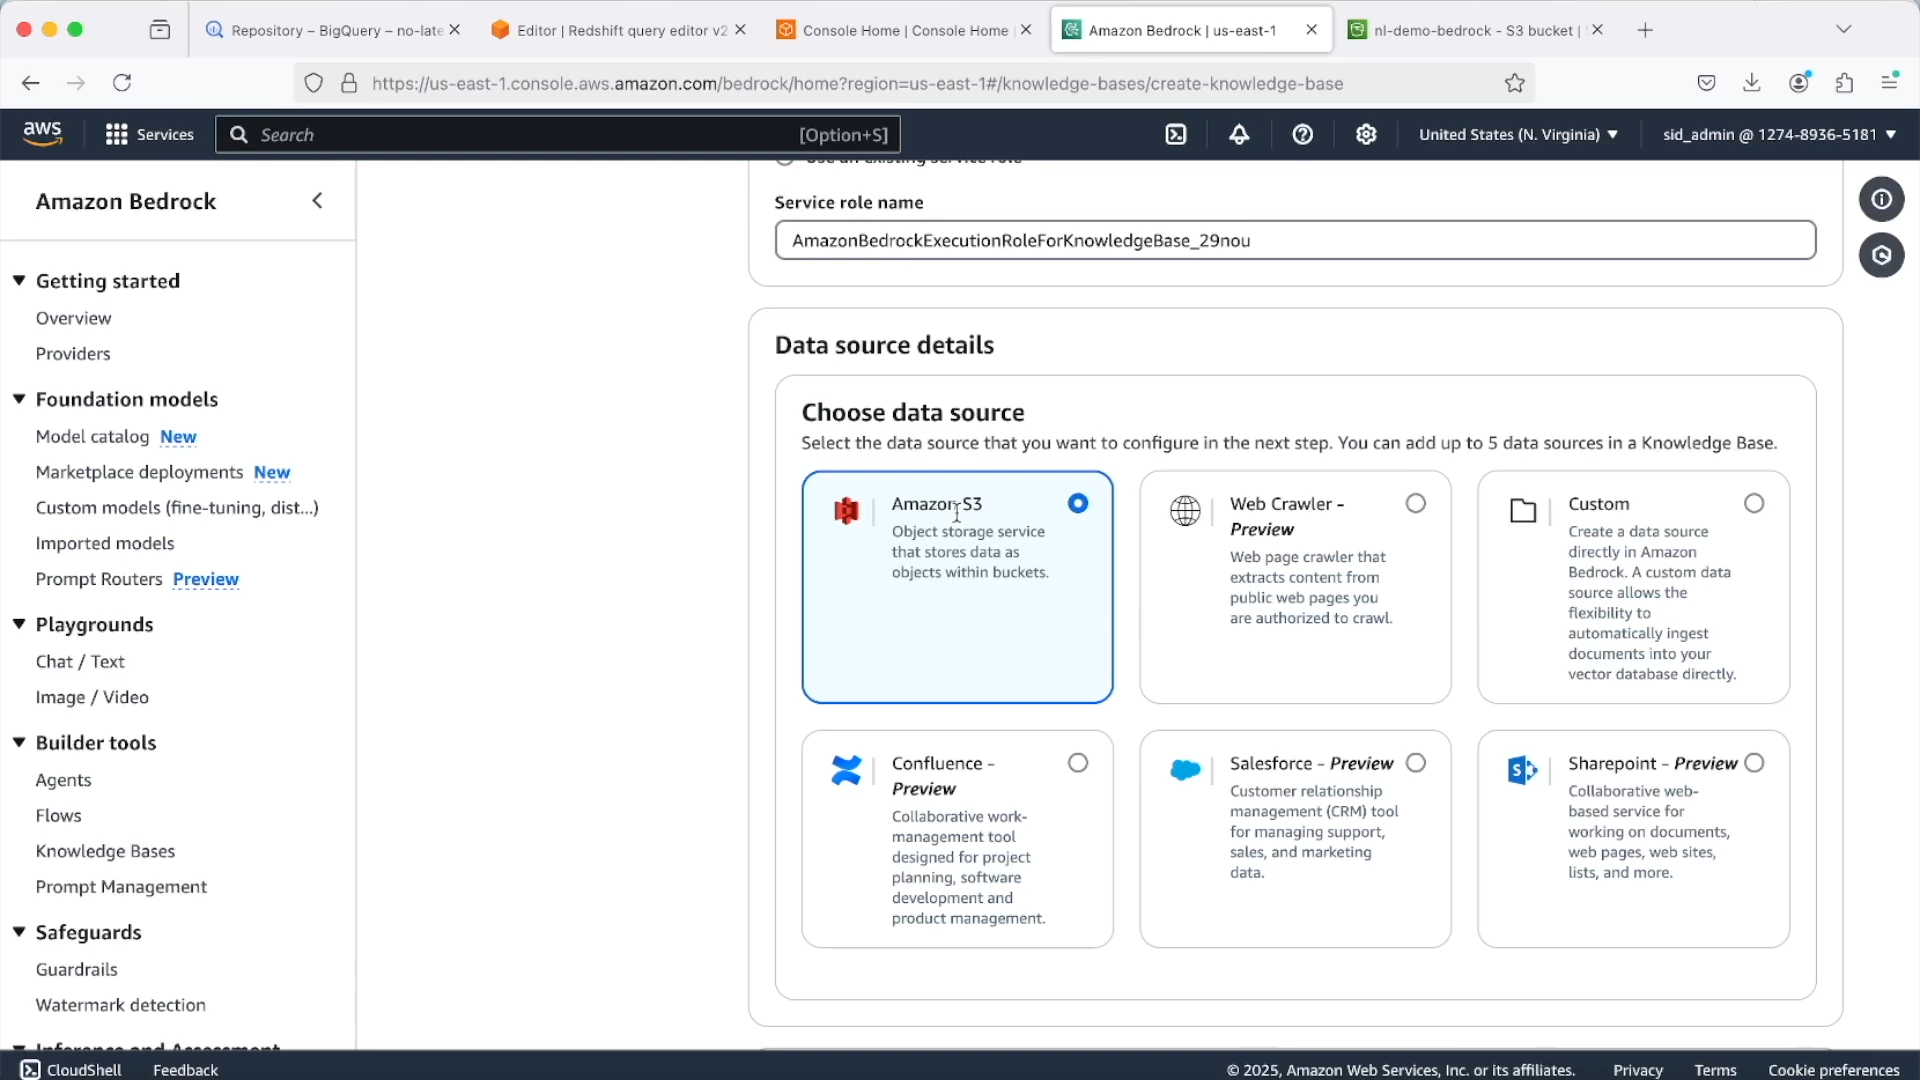 Repository – BigQuery – no-late
Editor | Redshift query editor v2
Console Home | Console Home
Amazon Bedrock | us-east-1
nl-demo-bedrock - S3 bucket |
https://us-east-1.console.aws.amazon.com/bedrock/home?region=us-east-1#/knowledge-bases/create-knowledge-base
aws
Services
Search
[Option+S]
United States (N. Virginia)
sid_admin @ 1274-8936-5181
Amazon Bedrock
Getting started
Overview
Providers
Foundation models
Model catalog New
Marketplace deployments New
Custom models (fine-tuning, dist...)
Imported models
Prompt Routers Preview
Playgrounds
Chat / Text
Image / Video
Builder tools
Agents
Flows
Knowledge Bases
Prompt Management
Safeguards
Guardrails
Watermark detection
Inference and Assessment
Use an existing service role
Service role name
AmazonBedrockExecutionRoleForKnowledgeBase_29nou
Data source details
Choose data source
Select the data source that you want to configure in the next step. You can add up to 5 data sources in a Knowledge Base.
Amazon S3
Object storage service
that stores data as
objects within buckets.
Web Crawler –
Preview
Web page crawler that
extracts content from
public web pages you
are authorized to crawl.
Custom
Create a data source
directly in Amazon
Bedrock. A custom data
source allows the
flexibility to
automatically ingest
documents into your
vector database directly.
Confluence –
Preview
Collaborative work-
management tool
designed for project
planning, software
development and
product management.
Salesforce – Preview
Customer relationship
management (CRM) tool
for managing support,
sales, and marketing
data.
Sharepoint – Preview
Collaborative web-
based service for
working on documents,
web pages, web sites,
lists, and more.
CloudShell
Feedback
© 2025, Amazon Web Services, Inc. or its affiliates.
Privacy
Terms
Cookie preferences